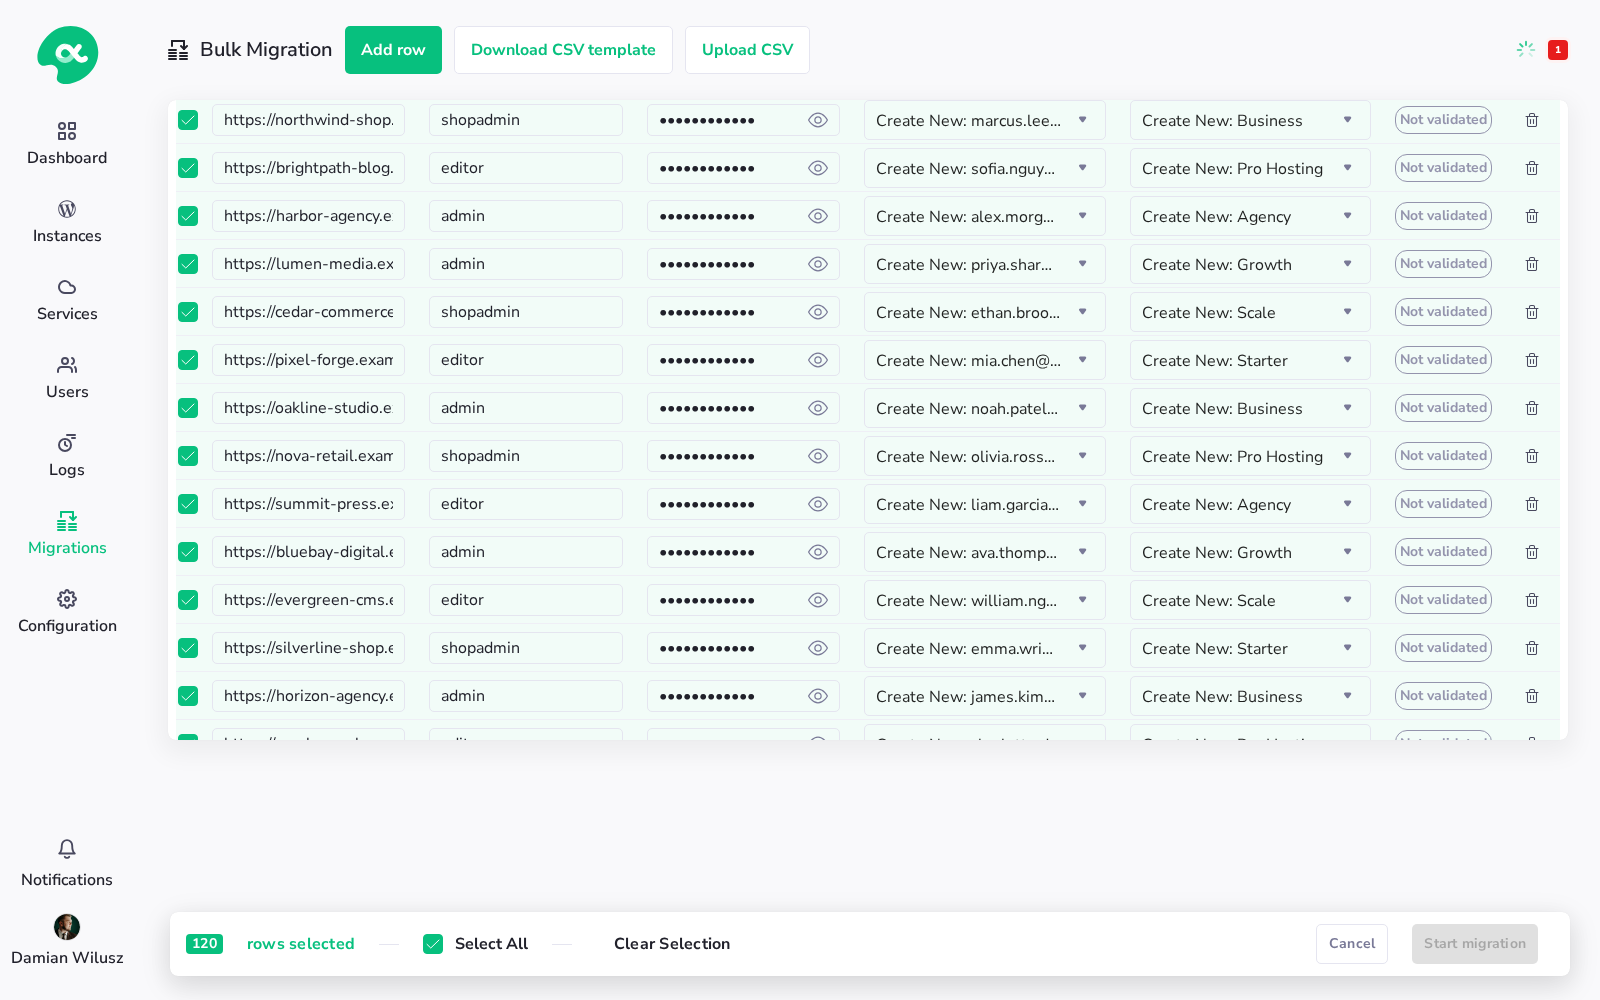 Bulk Migration
Add row
Download CSV template
Upload CSV
1
Dashboard
Instances
Services
Users
Logs
Migrations
Configuration
Notifications
Damian Wilusz
https://northwind-shop. shopadmin •••••••••••• Create New: marcus.lee... Create New: Business Not validated
https://brightpath-blog. editor •••••••••••• Create New: sofia.nguy... Create New: Pro Hosting Not validated
https://harbor-agency.e admin •••••••••••• Create New: alex.morg... Create New: Agency Not validated
https://lumen-media.ex admin •••••••••••• Create New: priya.shar... Create New: Growth Not validated
https://cedar-commerce shopadmin •••••••••••• Create New: ethan.broo... Create New: Scale Not validated
https://pixel-forge.exam editor •••••••••••• Create New: mia.chen@... Create New: Starter Not validated
https://oakline-studio.e admin •••••••••••• Create New: noah.patel... Create New: Business Not validated
https://nova-retail.exam shopadmin •••••••••••• Create New: olivia.ross... Create New: Pro Hosting Not validated
https://summit-press.e editor •••••••••••• Create New: liam.garcia... Create New: Agency Not validated
https://bluebay-digital.e admin •••••••••••• Create New: ava.thomp... Create New: Growth Not validated
https://evergreen-cms.e editor •••••••••••• Create New: william.ng... Create New: Scale Not validated
https://silverline-shop.e shopadmin •••••••••••• Create New: emma.wri... Create New: Starter Not validated
https://horizon-agency.e admin •••••••••••• Create New: james.kim... Create New: Business Not validated
120 rows selected
Select All
Clear Selection
Cancel
Start migration